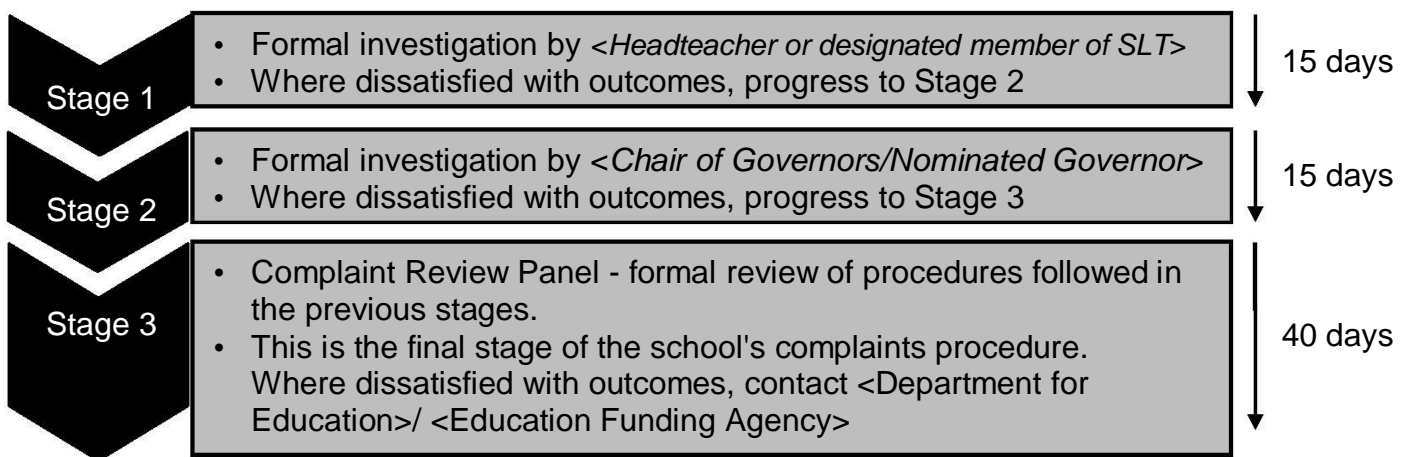 Stage 1
• Formal investigation by <Headteacher or designated member of SLT>
• Where dissatisfied with outcomes, progress to Stage 2
15 days
Stage 2
• Formal investigation by <Chair of Governors/Nominated Governor>
• Where dissatisfied with outcomes, progress to Stage 3
15 days
Stage 3
• Complaint Review Panel - formal review of procedures followed in
the previous stages.
• This is the final stage of the school's complaints procedure.
Where dissatisfied with outcomes, contact <Department for
Education>/ <Education Funding Agency>
40 days